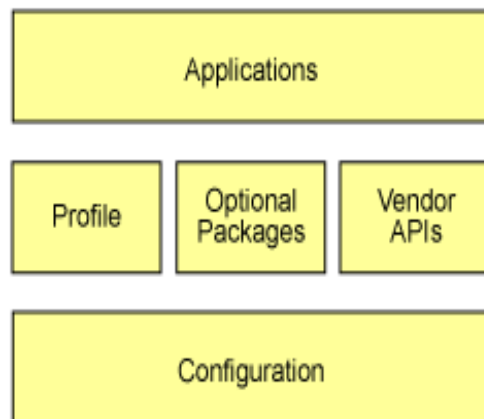 Applications
Profile
Optional
Packages
Vendor
APIs
Configuration